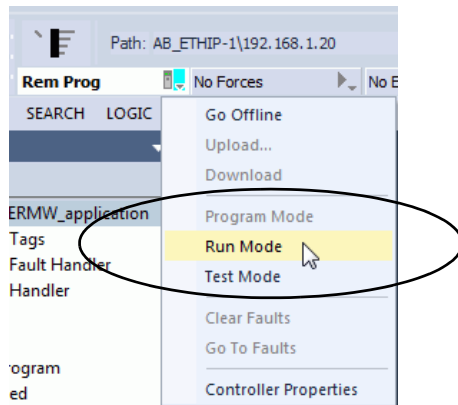 Path: AB_ETHIP-1\192.168.1.20
Rem Prog
No Forces
No E
SEARCH LOGIC
Go Offline
Upload...
Download
ERMW_application
Program Mode
Tags
Run Mode
Fault Handler
Test Mode
Handler
Clear Faults
Go To Faults
rogram
ed
Controller Properties